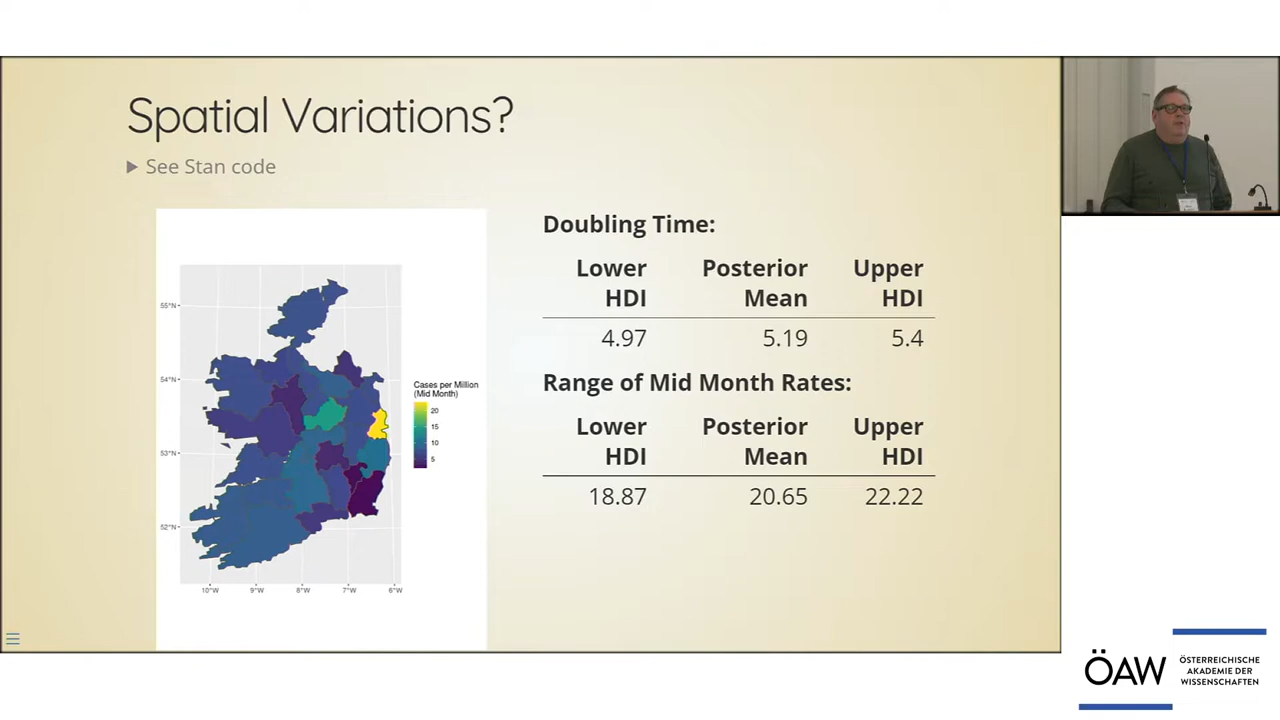 Spatial Variations?
▶ See Stan code
55°N
54°N
53°N
52°N
10°W 9°W 8°W 7°W 6°W
Cases per Million
(Mid Month)
20
15
10
5
Doubling Time:
Lower Posterior Upper
HDI Mean HDI
4.97 5.19 5.4
Range of Mid Month Rates:
Lower Posterior Upper
HDI Mean HDI
18.87 20.65 22.22
ÖAW
ÖSTERREICHISCHE
AKADEMIE DER
WISSENSCHAFTEN